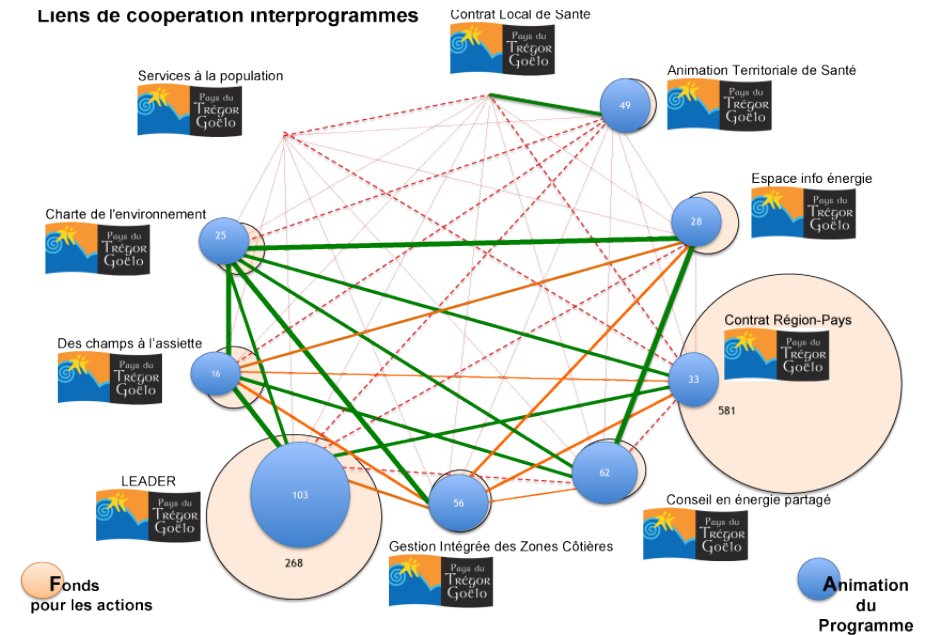 Liens de coopération interprogrammes
Contrat Local de Santé
Pays du
Trégor
Goëlo
Services à la population
Pays du
Trégor
Goëlo
Animation Territoriale de Santé
49
Pays du
Trégor
Goëlo
Espace info énergie
28
Pays du
Trégor
Goëlo
Charte de l'environnement
25
Pays du
Trégor
Goëlo
Contrat Région-Pays
33
Pays du
Trégor
Goëlo
581
Des champs à l'assiette
16
Pays du
Trégor
Goëlo
LEADER
103
Pays du
Trégor
Goëlo
268
56
Gestion Intégrée des Zones Côtières
Pays du
Trégor
Goëlo
62
Conseil en énergie partagé
Pays du
Trégor
Goëlo
Fonds
pour les actions
Animation
du
Programme